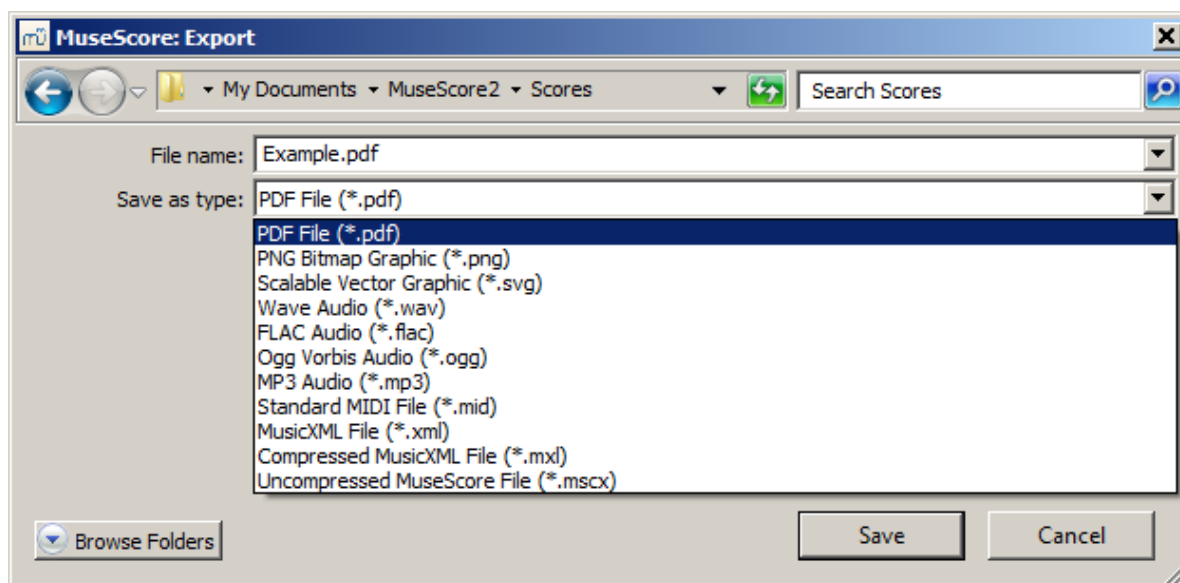 MuseScore: Export
My Documents MuseScore2 Scores Search Scores
File name: Example.pdf
Save as type: PDF File (*.pdf)
PDF File (*.pdf)
PNG Bitmap Graphic (*.png)
Scalable Vector Graphic (*.svg)
Wave Audio (*.wav)
FLAC Audio (*.flac)
Ogg Vorbis Audio (*.ogg)
MP3 Audio (*.mp3)
Standard MIDI File (*.mid)
MusicXML File (*.xml)
Compressed MusicXML File (*.mxl)
Uncompressed MuseScore File (*.mscx)
Browse Folders Save Cancel